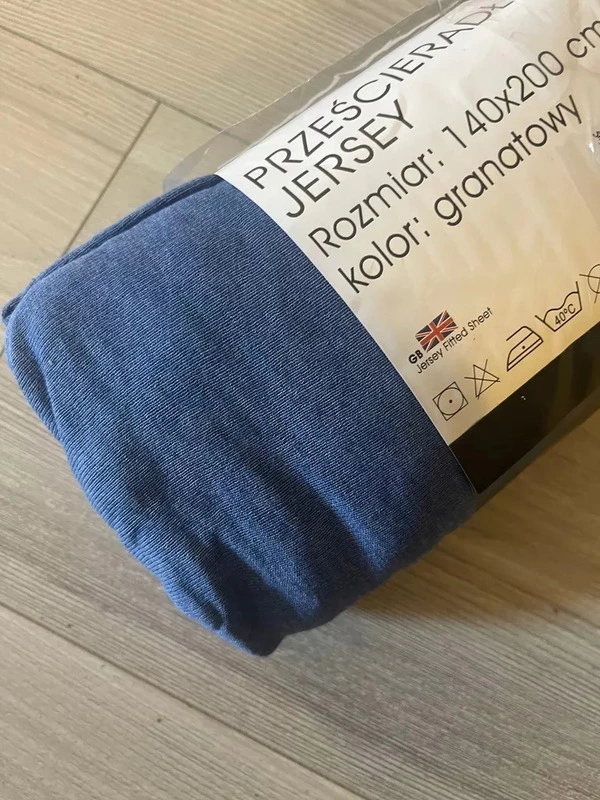 PRZEŚCIERADŁ
JERSEY
Rozmiar: 140x200 cm
kolor: granatowy
GB
Jersey Fitted Sheet
40°C